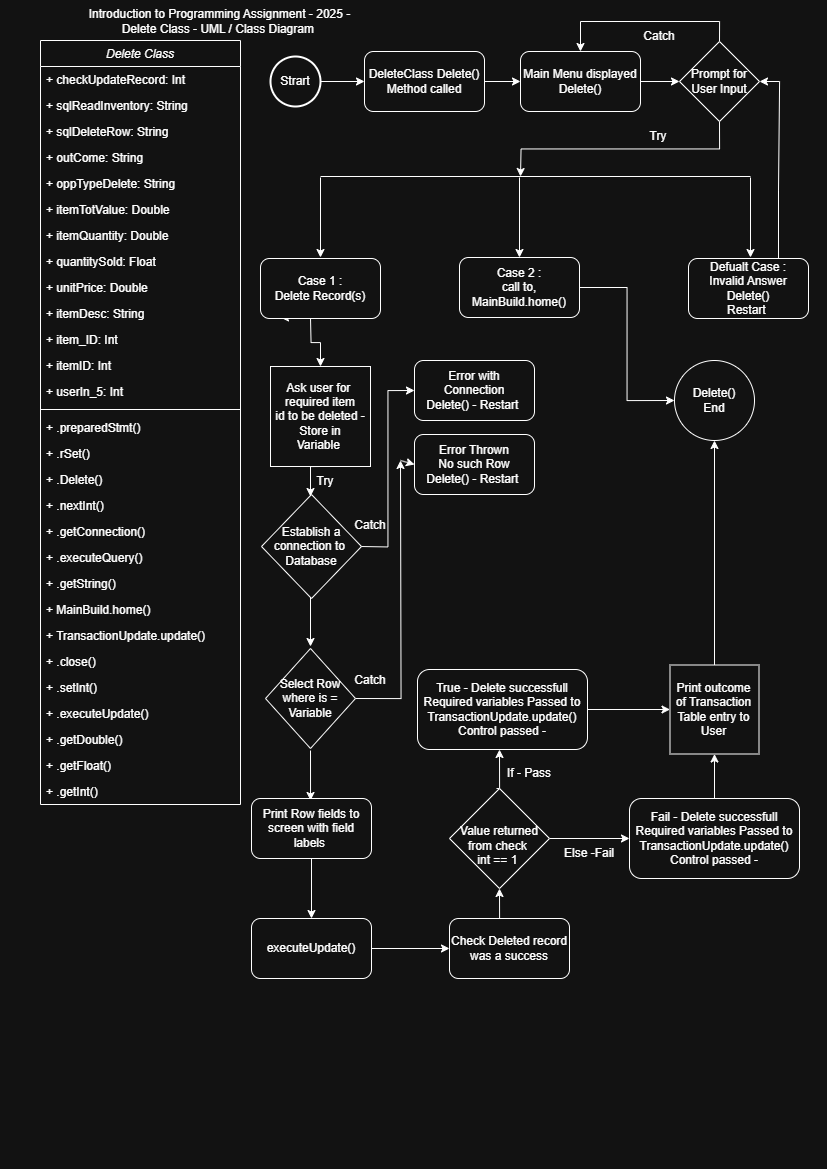 Introduction to Programming Assignment - 2025 -
Delete Class - UML / Class Diagram
Delete Class
+ checkUpdateRecord: Int
+ sqlReadInventory: String
+ sqlDeleteRow: String
+ outCome: String
+ oppTypeDelete: String
+ itemTotValue: Double
+ itemQuantity: Double
+ quantitySold: Float
+ unitPrice: Double
+ itemDesc: String
+ item_ID: Int
+ itemID: Int
+ userIn_5: Int
+ .preparedStmt()
+ .rSet()
+ .Delete()
+ .nextInt()
+ .getConnection()
+ .executeQuery()
+ .getString()
+ MainBuild.home()
+ TransactionUpdate.update()
+ .close()
+ .setInt()
+ .executeUpdate()
+ .getDouble()
+ .getFloat()
+ .getInt()
Strart
DeleteClass Delete()
Method called
Main Menu displayed
Delete()
Catch
Prompt for
User Input
Try
Case 1 :
Delete Record(s)
Case 2 :
call to,
MainBuild.home()
Defualt Case :
Invalid Answer
Delete()
Restart
Ask user for
required item
id to be deleted -
Store in
Variable
Error with
Connection
Delete() - Restart
Delete()
End
Error Thrown
No such Row
Delete() - Restart
Try
Catch
Establish a
connection to
Database
Catch
Select Row
where is =
Variable
True - Delete successfull
Required variables Passed to
TransactionUpdate.update()
Control passed -
Print outcome
of Transaction
Table entry to
User
If - Pass
Print Row fields to
screen with field
labels
Value returned
from check
int == 1
Else -Fail
Fail - Delete successfull
Required variables Passed to
TransactionUpdate.update()
Control passed -
executeUpdate()
Check Deleted record
was a success